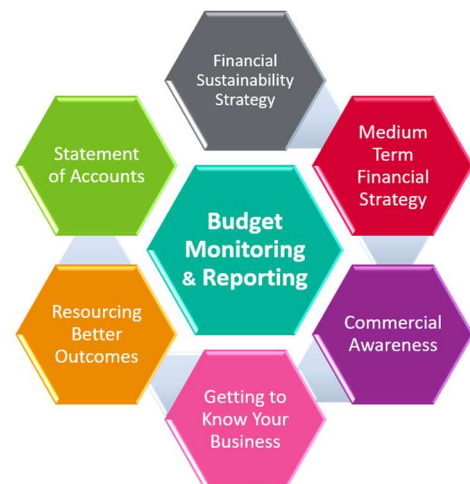 Financial
Sustainability
Strategy
Medium
Term
Financial
Strategy
Commercial
Awareness
Getting to
Know Your
Business
Resourcing
Better
Outcomes
Statement
of Accounts
Budget
Monitoring
& Reporting